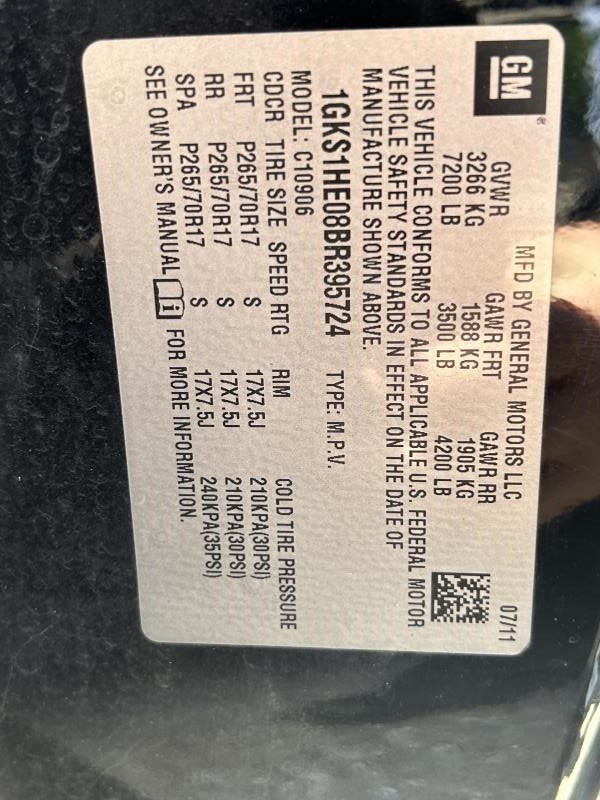 GM
®
MFD BY GENERAL MOTORS LLC 07/11
GVWR GAWR FRT GAWR RR
3266 KG 1588 KG 1905 KG
7200 LB 3500 LB 4200 LB
THIS VEHICLE CONFORMS TO ALL APPLICABLE U.S. FEDERAL MOTOR
VEHICLE SAFETY STANDARDS IN EFFECT ON THE DATE OF
MANUFACTURE SHOWN ABOVE.
1GKS1HE08BR395724 TYPE: M.P.V.
MODEL: C10906
CDCR TIRE SIZE SPEED RTG RIM COLD TIRE PRESSURE
FRT P265/70R17 S 17X7.5J 210KPA(30PSI)
RR P265/70R17 S 17X7.5J 210KPA(30PSI)
SPA P265/70R17 S 17X7.5J 240KPA(35PSI)
SEE OWNER'S MANUAL i FOR MORE INFORMATION.